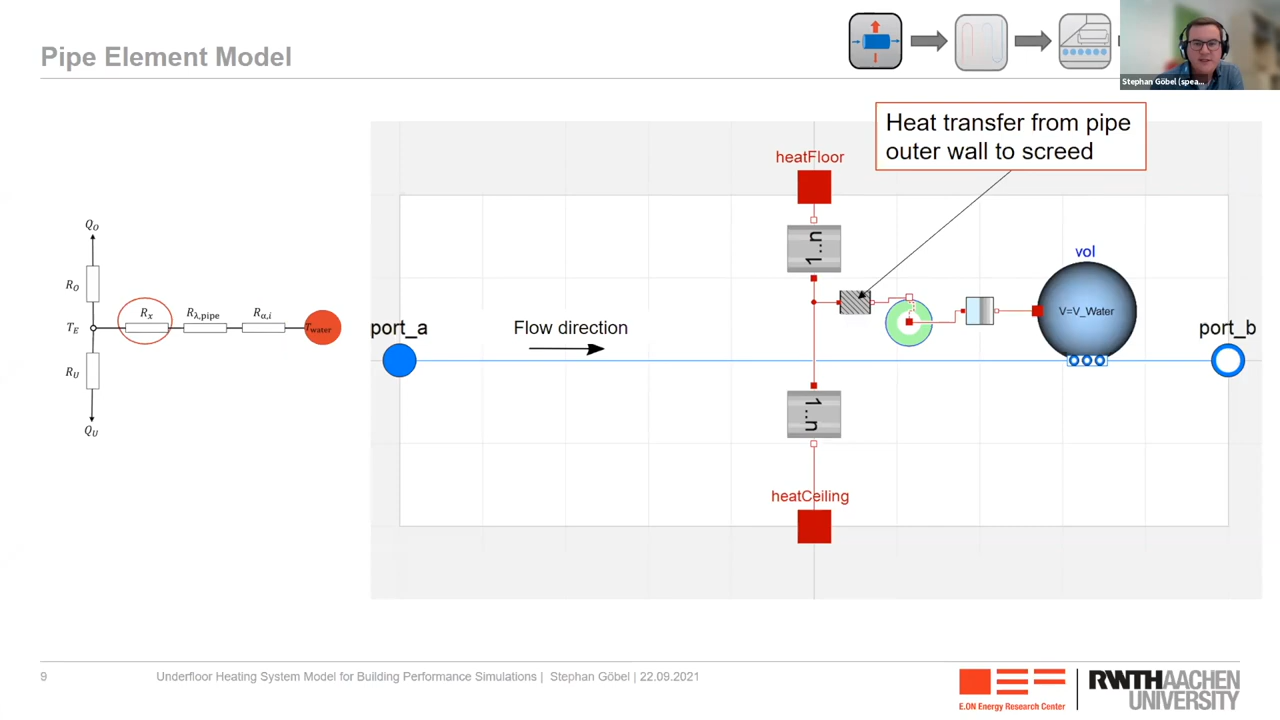 Pipe Element Model
Stephan Göbel (spea...
Heat transfer from pipe
outer wall to screed
heatFloor
1..n
vol
V=V_Water
Q_O
R_O
T_E
R_x
R_λ,pipe
R_α,i
T_water
R_U
Q_U
port_a
Flow direction
port_b
1..n
heatCeiling
9
Underfloor Heating System Model for Building Performance Simulations | Stephan Göbel | 22.09.2021
E.ON Energy Research Center
RWTHAACHEN
UNIVERSITY